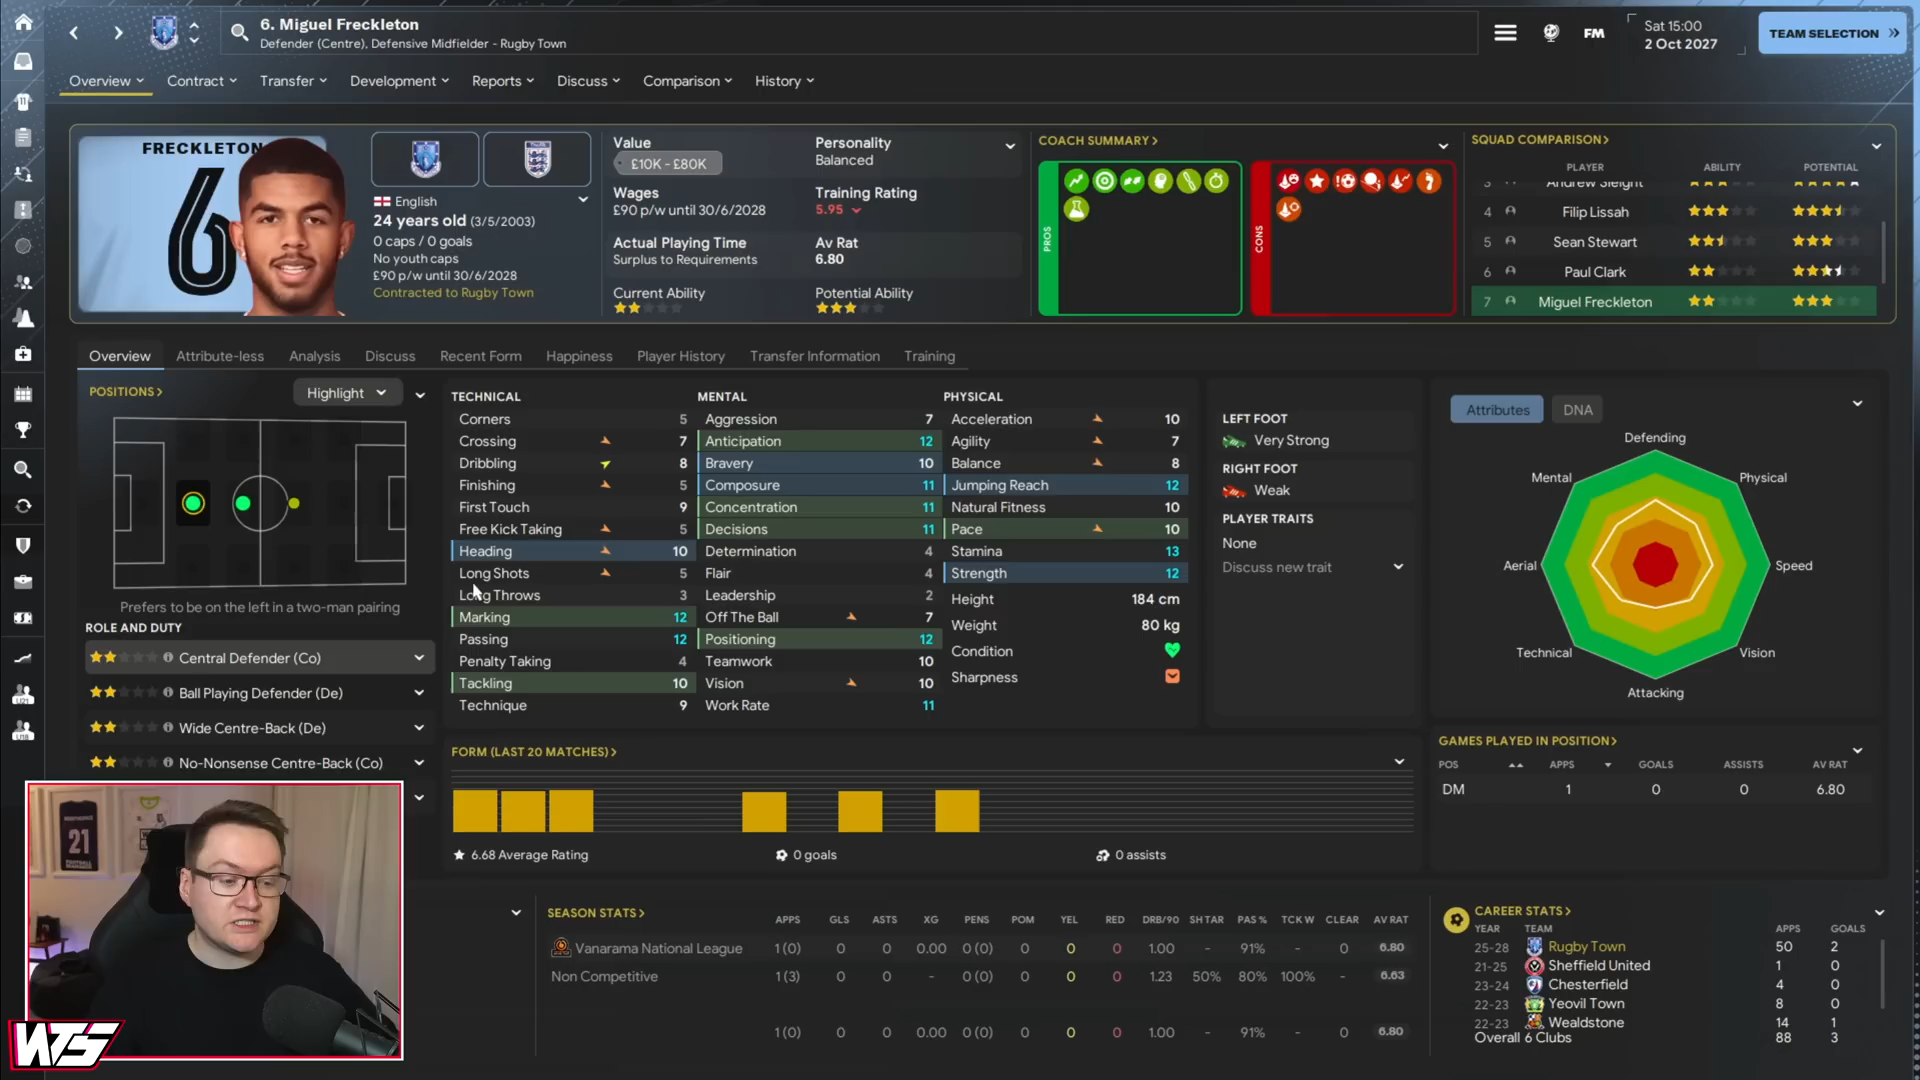 6. Miguel Freckleton
Defender (Centre), Defensive Midfielder - Rugby Town
FM
Sat 15:00
2 Oct 2027
TEAM SELECTION
Overview
Contract
Transfer
Development
Reports
Discuss
Comparison
History
FRECKLETON
6
English
24 years old (3/5/2003)
0 caps / 0 goals
No youth caps
£90 p/w until 30/6/2028
Contracted to Rugby Town
Value
£10K - £80K
Wages
£90 p/w until 30/6/2028
Actual Playing Time
Surplus to Requirements
Current Ability
Personality
Balanced
Training Rating
5.95
Av Rat
6.80
Potential Ability
COACH SUMMARY
PROS
CONS
SQUAD COMPARISON
PLAYER ABILITY POTENTIAL
3 Andrew Sleight
4 Filip Lissah
5 Sean Stewart
6 Paul Clark
7 Miguel Freckleton
Overview
Attribute-less
Analysis
Discuss
Recent Form
Happiness
Player History
Transfer Information
Training
POSITIONS
Highlight
Prefers to be on the left in a two-man pairing
ROLE AND DUTY
Central Defender (Co)
Ball Playing Defender (De)
Wide Centre-Back (De)
No-Nonsense Centre-Back (Co)
TECHNICAL
Corners 5
Crossing 7
Dribbling 8
Finishing 5
First Touch 9
Free Kick Taking 5
Heading 10
Long Shots 5
Long Throws 3
Marking 12
Passing 12
Penalty Taking 4
Tackling 10
Technique 9
MENTAL
Aggression 7
Anticipation 12
Bravery 10
Composure 11
Concentration 11
Decisions 11
Determination 4
Flair 4
Leadership 2
Off The Ball 7
Positioning 12
Teamwork 10
Vision 10
Work Rate 11
PHYSICAL
Acceleration 10
Agility 7
Balance 8
Jumping Reach 12
Natural Fitness 10
Pace 10
Stamina 13
Strength 12
Height 184 cm
Weight 80 kg
Condition
Sharpness
LEFT FOOT
Very Strong
RIGHT FOOT
Weak
PLAYER TRAITS
None
Discuss new trait
Attributes
DNA
Defending
Physical
Speed
Vision
Attacking
Technical
Aerial
Mental
FORM (LAST 20 MATCHES)
6.68 Average Rating
0 goals
0 assists
GAMES PLAYED IN POSITION
POS APPS GOALS ASSISTS AV RAT
DM 1 0 0 6.80
SEASON STATS
APPS GLS ASTS XG PENS POM YEL RED DRB/90 SH TAR PAS % TCK W CLEAR AV RAT
Vanarama National League 1(0) 0 0 0.00 0 (0) 0 0 0 1.00 - 91% - 0 6.80
Non Competitive 1(3) 0 0 - 0 (0) 0 0 0 1.23 50% 80% 100% - 6.63
1(0) 0 0 0.00 0 (0) 0 0 0 1.00 - 91% - 0 6.80
CAREER STATS
YEAR TEAM APPS GOALS
25-28 Rugby Town 50 2
21-25 Sheffield United 1 0
23-24 Chesterfield 4 0
22-23 Yeovil Town 8 0
22-23 Wealdstone 14 1
Overall 6 Clubs 88 3
21
WTS